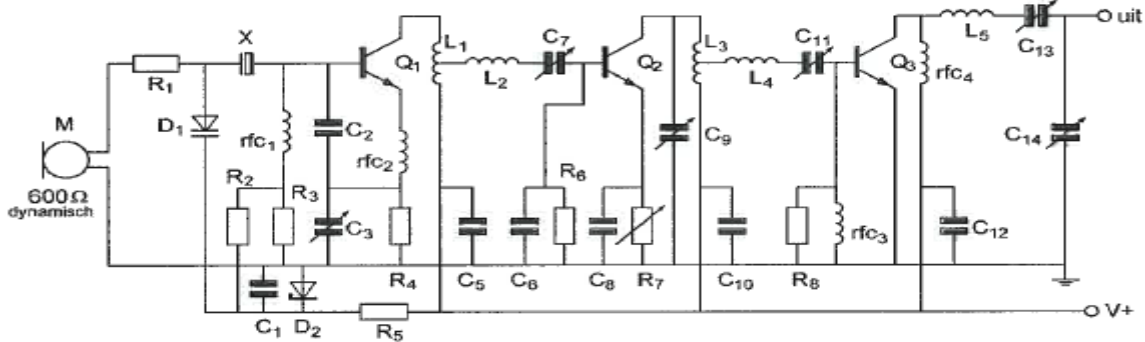 uit
L₅
C₁₃
X
L₁
C₇
L₃
C₁₁
Q₁
L₂
Q₂
L₄
Q₃
rfc₄
R₁
M
D₁
rfc₁
C₂
rfc₂
C₉
C₁₄
600Ω
dynamisch
R₂
R₃
C₃
R₆
rfc₃
C₁₂
R₄
C₅
C₆
C₈
R₇
C₁₀
R₈
C₁
D₂
R₅
V+